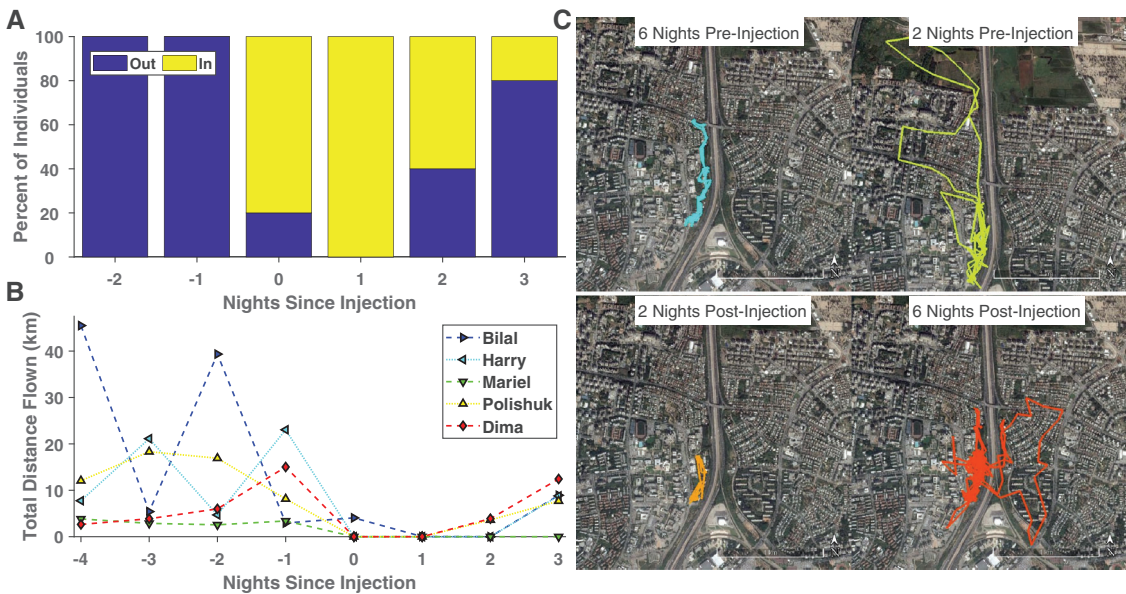 A
Percent of Individuals
100
80
60
40
20
0
Out In
-2 -1 0 1 2 3
Nights Since Injection
B
Total Distance Flown (km)
40
30
20
10
0
Bilal
Harry
Mariel
Polishuk
Dima
-4 -3 -2 -1 0 1 2 3
Nights Since Injection
C
6 Nights Pre-Injection
2 Nights Pre-Injection
N
N
2 Nights Post-Injection
6 Nights Post-Injection
N
N